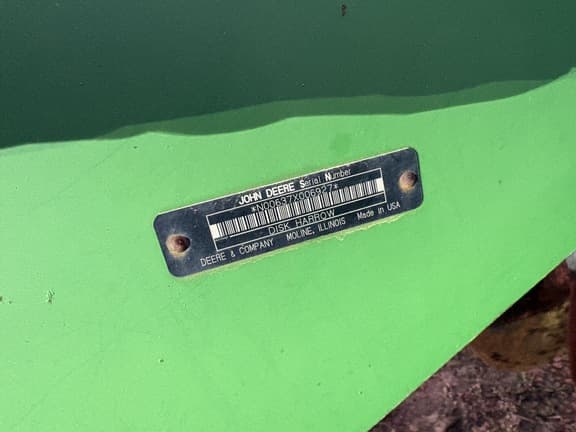 JOHN DEERE Serial Number
*N00637X006927*
DISK HARROW
DEERE & COMPANY MOLINE, ILLINOIS Made in USA